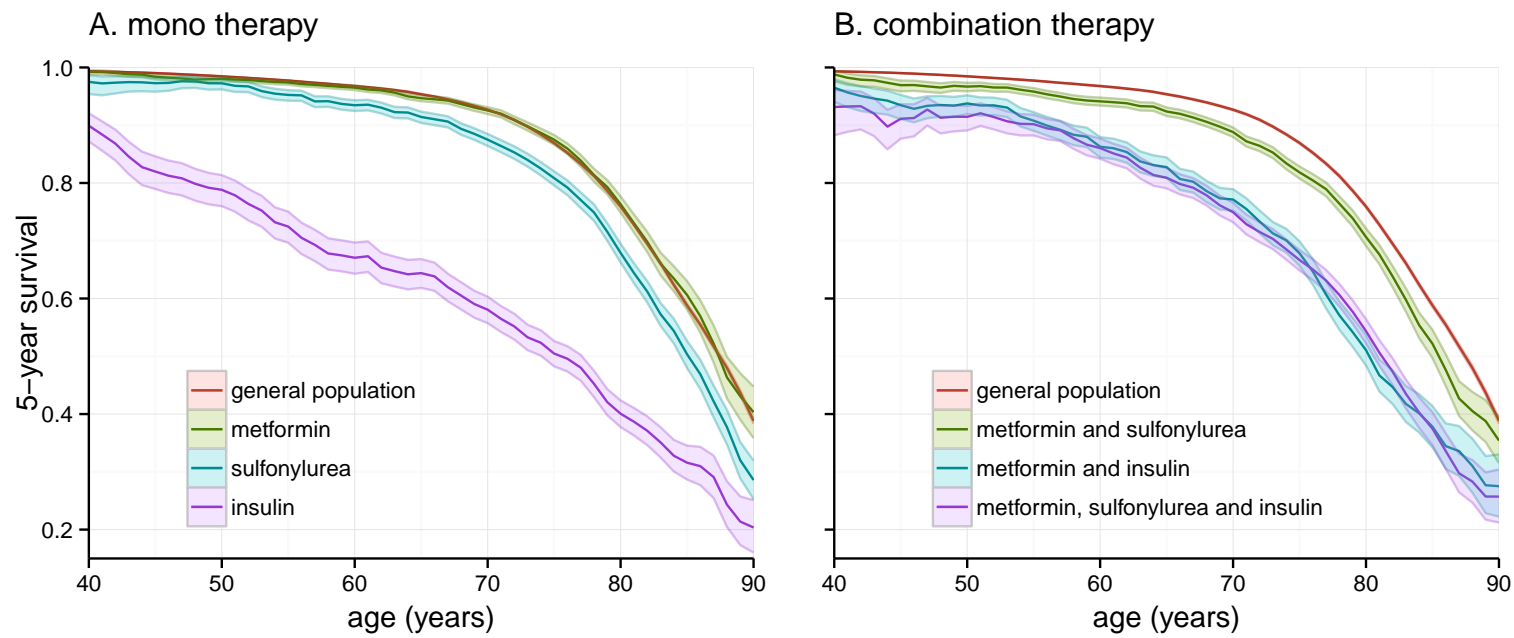 A. mono therapy
5−year survival
1.0
0.8
0.6
0.4
0.2
general population
metformin
sulfonylurea
insulin
40 50 60 70 80 90
age (years)
B. combination therapy
general population
metformin and sulfonylurea
metformin and insulin
metformin, sulfonylurea and insulin
40 50 60 70 80 90
age (years)